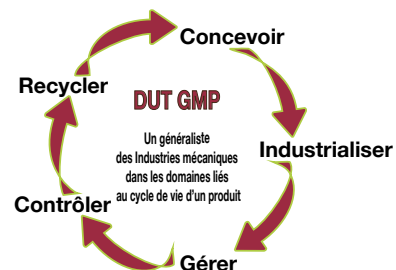 Concevoir
Recycler
DUT GMP
Un généraliste
des Industries mécaniques
dans les domaines liés
au cycle de vie d'un produit
Industrialiser
Contrôler
Gérer